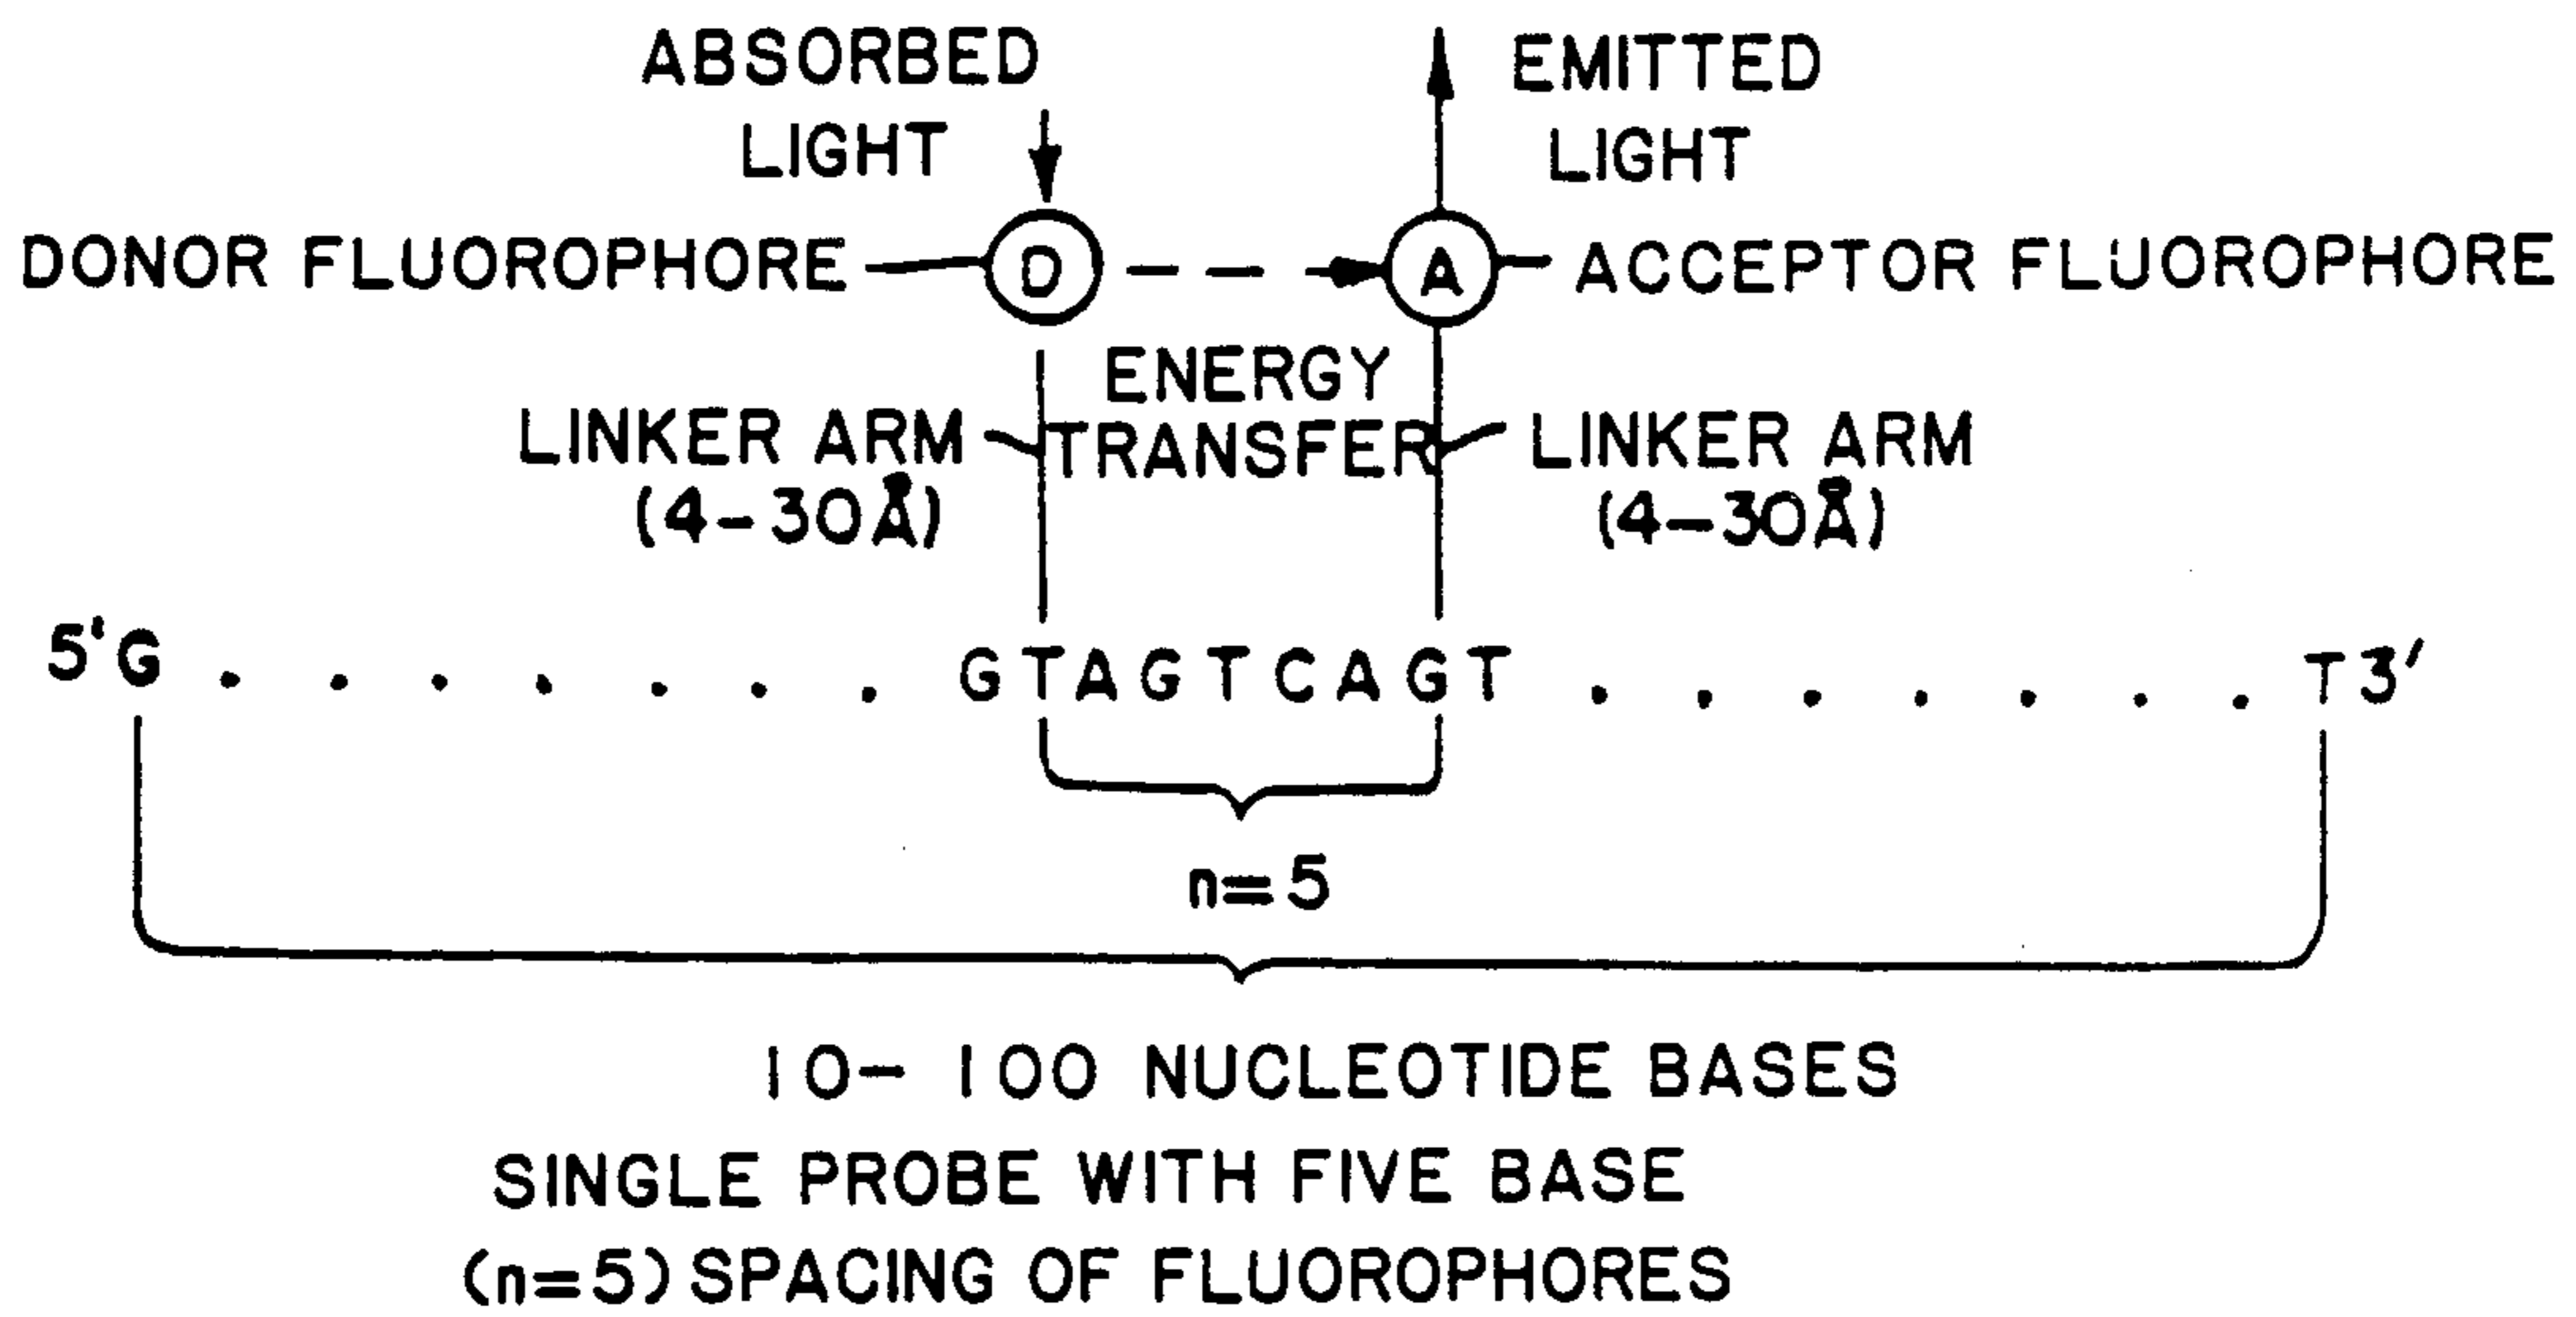 ABSORBED
LIGHT
EMITTED
LIGHT
DONOR FLUOROPHORE
D
A
ACCEPTOR FLUOROPHORE
ENERGY
TRANSFER
LINKER ARM
(4-30Å)
LINKER ARM
(4-30Å)
5'G . . . . . . . GTAGTCAGT . . . . . . . T3'
n=5
10- 100 NUCLEOTIDE BASES
SINGLE PROBE WITH FIVE BASE
(n=5) SPACING OF FLUOROPHORES